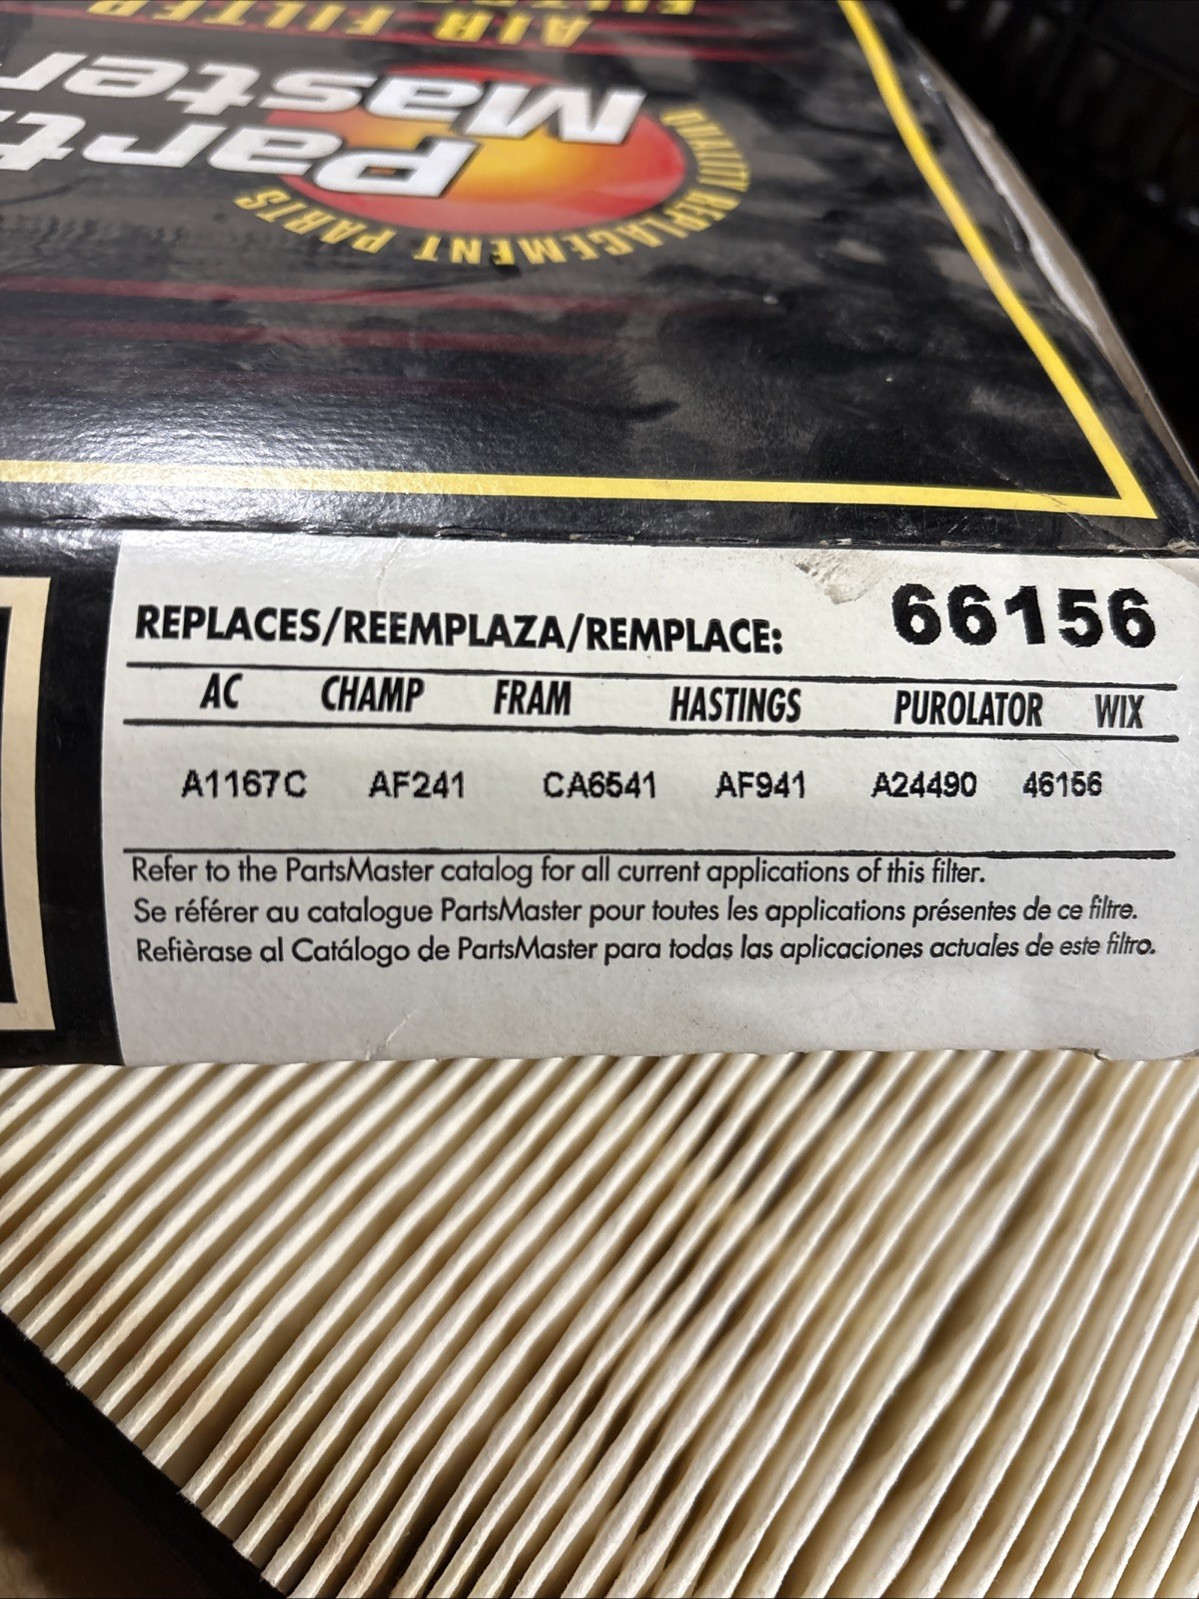 AIR FILTER
Parts
Master
QUALITY REPLACEMENT PARTS
REPLACES/REEMPLAZA/REMPLACE: 66156
AC CHAMP FRAM HASTINGS PUROLATOR WIX
A1167C AF241 CA6541 AF941 A24490 46156
Refer to the PartsMaster catalog for all current applications of this filter.
Se référer au catalogue PartsMaster pour toutes les applications présentes de ce filtre.
Refièrase al Catálogo de PartsMaster para todas las aplicaciones actuales de este filtro.